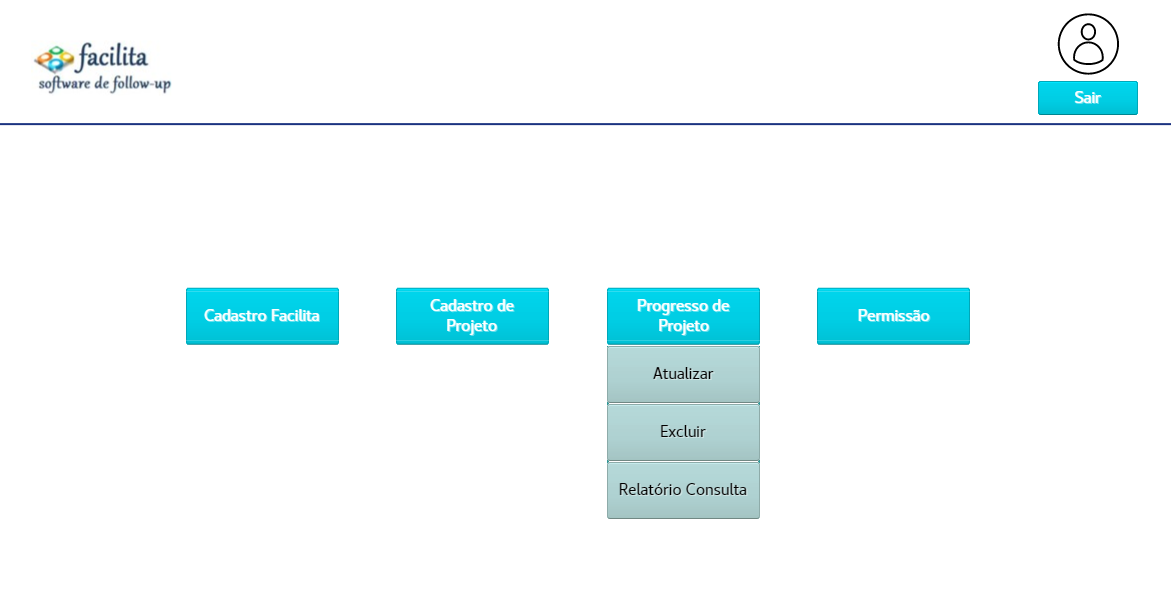 facilita
software de follow-up
Sair
Cadastro Facilita
Cadastro de
Projeto
Progresso de
Projeto
Permissão
Atualizar
Excluir
Relatório Consulta